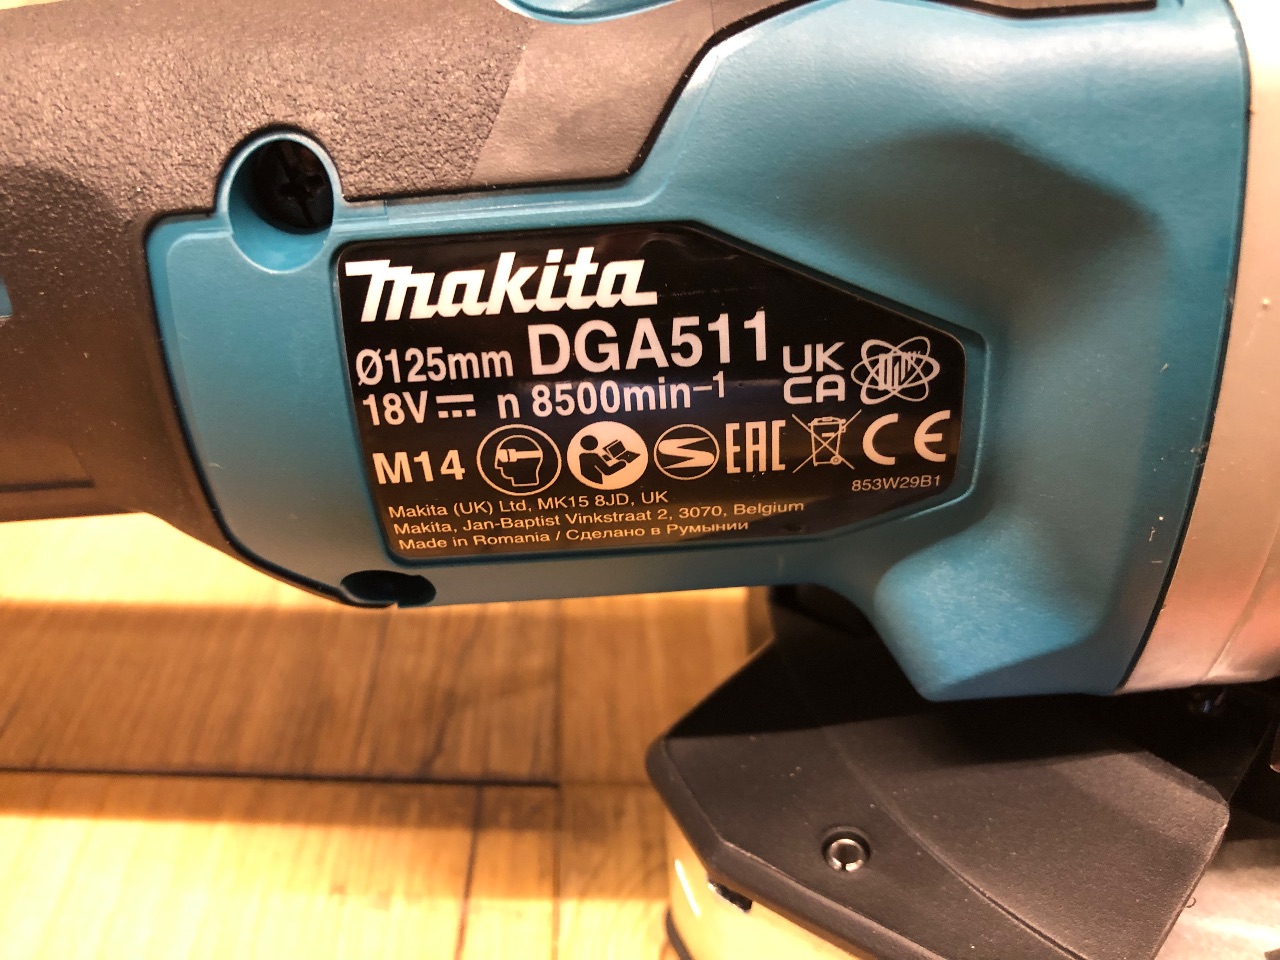 makita
Ø125mm DGA511
18V n 8500min⁻¹
UK
CA
M14 EAC CE
853W29B1
Makita (UK) Ltd, MK15 8JD, UK
Makita, Jan-Baptist Vinkstraat 2, 3070, Belgium
Made in Romania / Сделано в Румынии